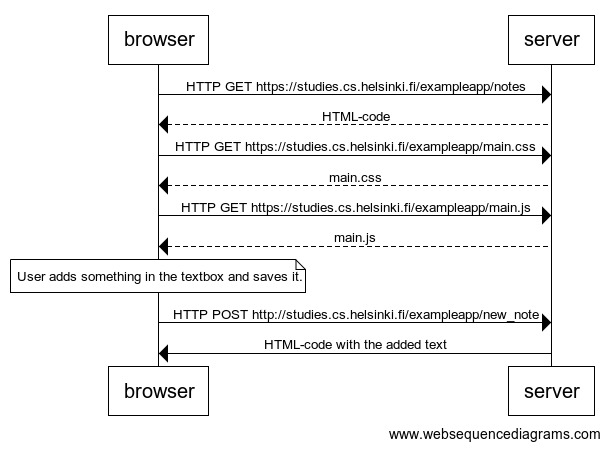 browser server
HTTP GET https://studies.cs.helsinki.fi/exampleapp/notes
HTML-code
HTTP GET https://studies.cs.helsinki.fi/exampleapp/main.css
main.css
HTTP GET https://studies.cs.helsinki.fi/exampleapp/main.js
main.js
User adds something in the textbox and saves it.
HTTP POST http://studies.cs.helsinki.fi/exampleapp/new_note
HTML-code with the added text
browser server
www.websequencediagrams.com